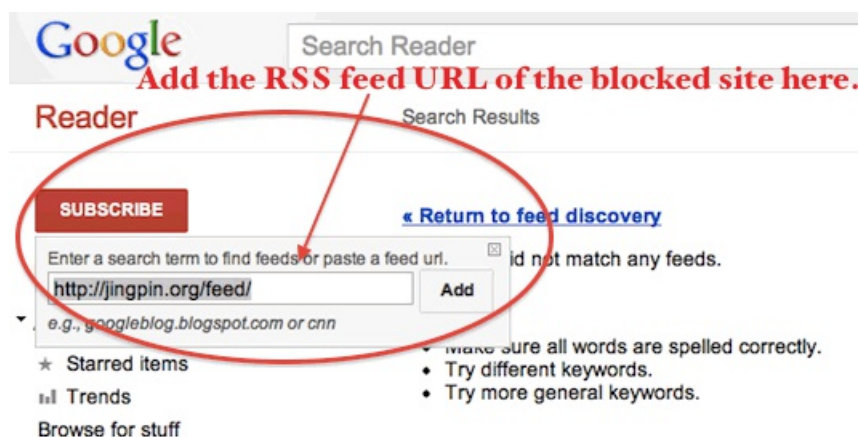 Google
Search Reader
Add the RSS feed URL of the blocked site here.
Reader
Search Results
SUBSCRIBE
« Return to feed discovery
Enter a search term to find feeds or paste a feed url.
did not match any feeds.
http://jingpin.org/feed/
Add
e.g., googleblog.blogspot.com or cnn
Make sure all words are spelled correctly.
Starred items
Try different keywords.
Trends
Try more general keywords.
Browse for stuff